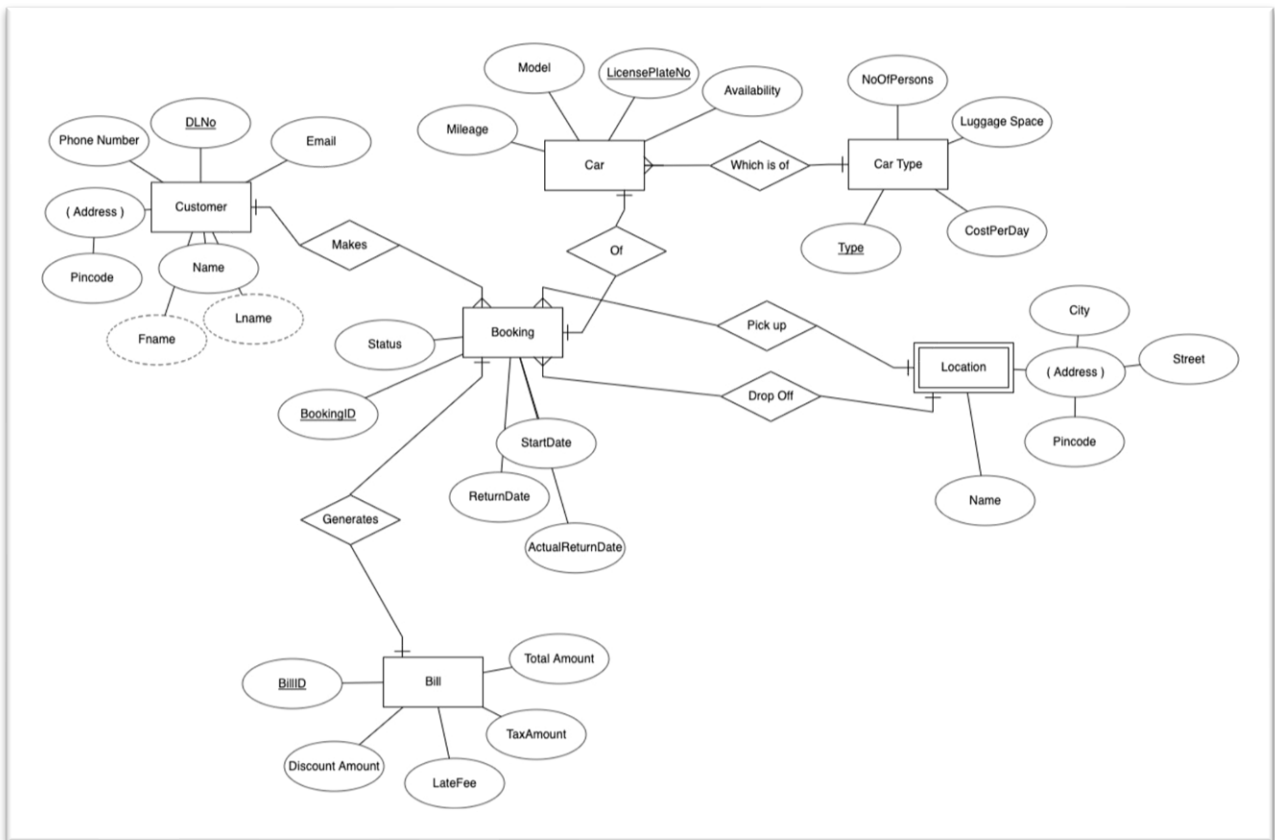 Model
LicensePlateNo
Availability
NoOfPersons
Mileage
Luggage Space
DLNo
Phone Number
Email
Car
Which is of
Car Type
( Address )
Customer
Makes
Of
Type
CostPerDay
Pincode
Name
Fname
Lname
Status
Booking
Pick up
City
Location
( Address )
Street
Drop Off
BookingID
StartDate
Pincode
ReturnDate
Name
Generates
ActualReturnDate
Total Amount
BillID
Bill
TaxAmount
Discount Amount
LateFee